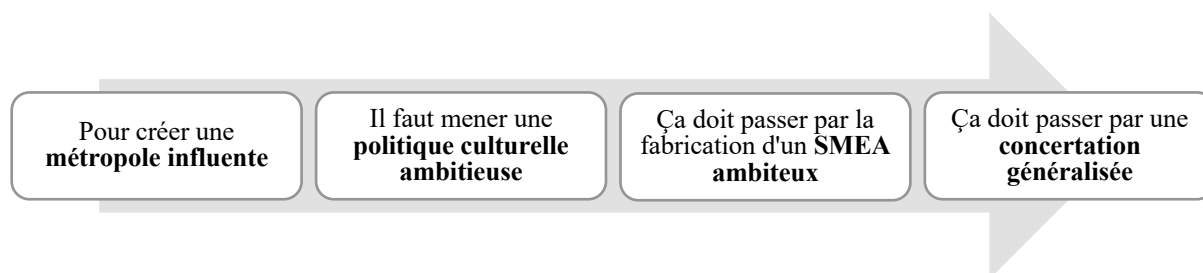 Pour créer une
métropole influente
Il faut mener une
politique culturelle
ambitieuse
Ça doit passer par la
fabrication d'un SMEA
ambiteux
Ça doit passer par une
concertation
généralisée